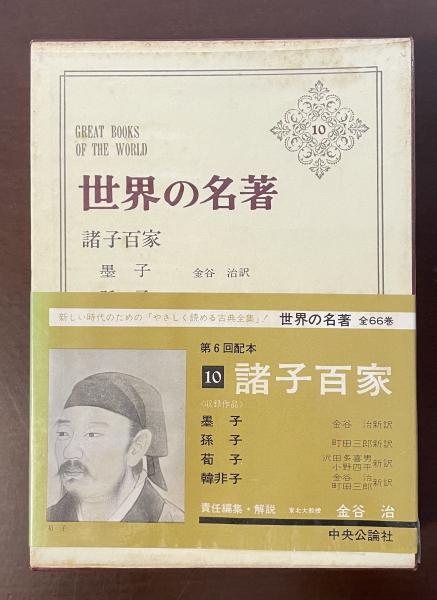 GREAT BOOKS
OF THE WORLD
10
世界の名著
諸子百家
墨子 金谷 治訳
新しい時代のための「やさしく読める古典全集」! 世界の名著 全66巻
第6回配本
10 諸子百家
〈収録作品〉
墨子 金谷 治新訳
孫子 町田三郎新訳
荀子 沢田多喜男 小野四平 新訳
韓非子 金谷 治 町田三郎 新訳
荀子
責任編集・解説 東北大教授 金谷 治
中央公論社